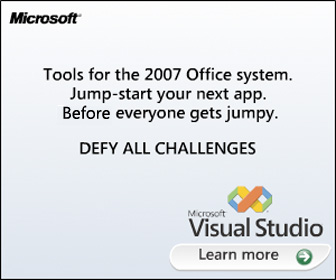 Microsoft®
Tools for the 2007 Office system.
Jump-start your next app.
Before everyone gets jumpy.
DEFY ALL CHALLENGES
Microsoft
Visual Studio
Learn more